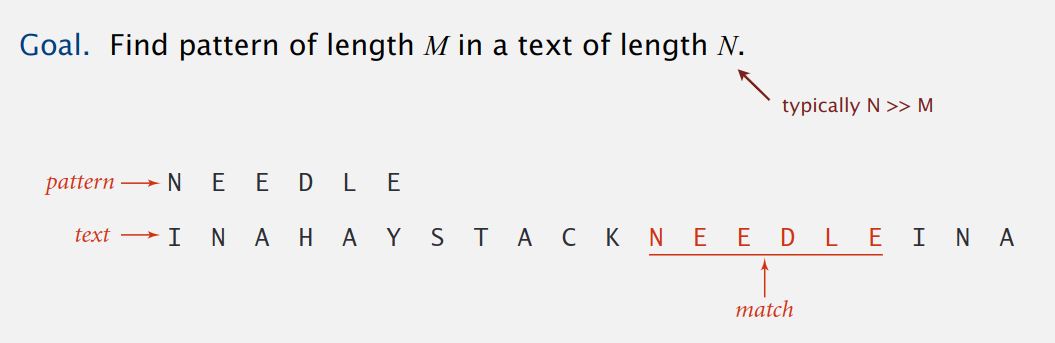 Goal. Find pattern of length M in a text of length N.
typically N >> M
pattern N E E D L E
text I N A H A Y S T A C K N E E D L E I N A
match